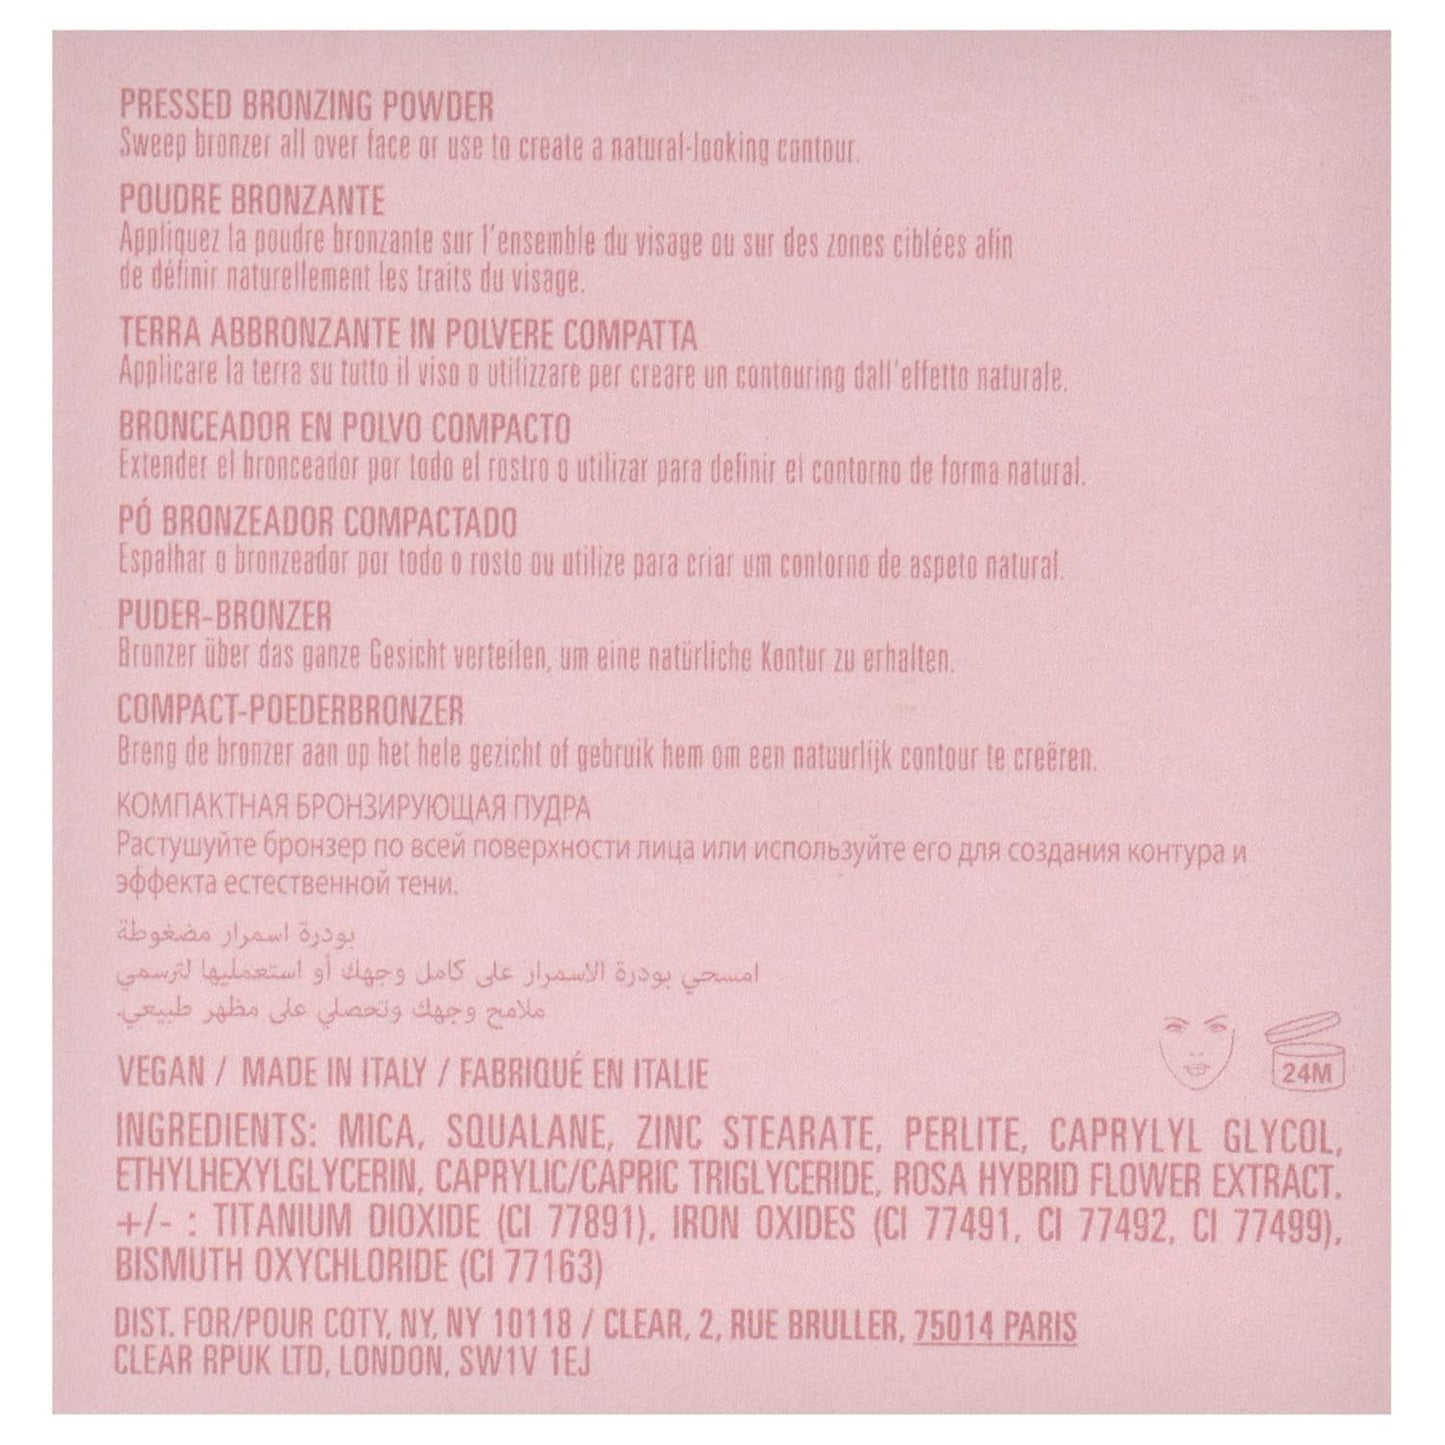 PRESSED BRONZING POWDER
Sweep bronzer all over face or use to create a natural-looking contour.
POUDRE BRONZANTE
Appliquez la poudre bronzante sur l'ensemble du visage ou sur des zones ciblées afin
de définir naturellement les traits du visage.
TERRA ABBRONZANTE IN POLVERE COMPATTA
Applicare la terra su tutto il viso o utilizzare per creare un contouring dall'effetto naturale.
BRONCEADOR EN POLVO COMPACTO
Extender el bronceador por todo el rostro o utilizar para definir el contorno de forma natural.
PÓ BRONZEADOR COMPACTADO
Espalhar o bronzeador por todo o rosto ou utilize para criar um contorno de aspeto natural.
PUDER-BRONZER
Bronzer über das ganze Gesicht verteilen, um eine natürliche Kontur zu erhalten.
COMPACT-POEDERBRONZER
Breng de bronzer aan op het hele gezicht of gebruik hem om een natuurlijk contour te creëren.
КОМПАКТНАЯ БРОНЗИРУЮЩАЯ ПУДРА
Растушуйте бронзер по всей поверхности лица или используйте его для создания контура и
эффекта естественной тени.
بودرة اسمرار مضغوطة
امسحي بودرة الاسمرار على كامل وجهك أو استعمليها لترسمي
ملامح وجهك وتحصلي على مظهر طبيعي.
24M
VEGAN / MADE IN ITALY / FABRIQUÉ EN ITALIE
INGREDIENTS: MICA, SQUALANE, ZINC STEARATE, PERLITE, CAPRYLYL GLYCOL,
ETHYLHEXYLGLYCERIN, CAPRYLIC/CAPRIC TRIGLYCERIDE, ROSA HYBRID FLOWER EXTRACT.
+/- : TITANIUM DIOXIDE (CI 77891), IRON OXIDES (CI 77491, CI 77492, CI 77499),
BISMUTH OXYCHLORIDE (CI 77163)
DIST. FOR/POUR COTY, NY, NY 10118 / CLEAR, 2, RUE BRULLER, 75014 PARIS
CLEAR RPUK LTD, LONDON, SW1V 1EJ